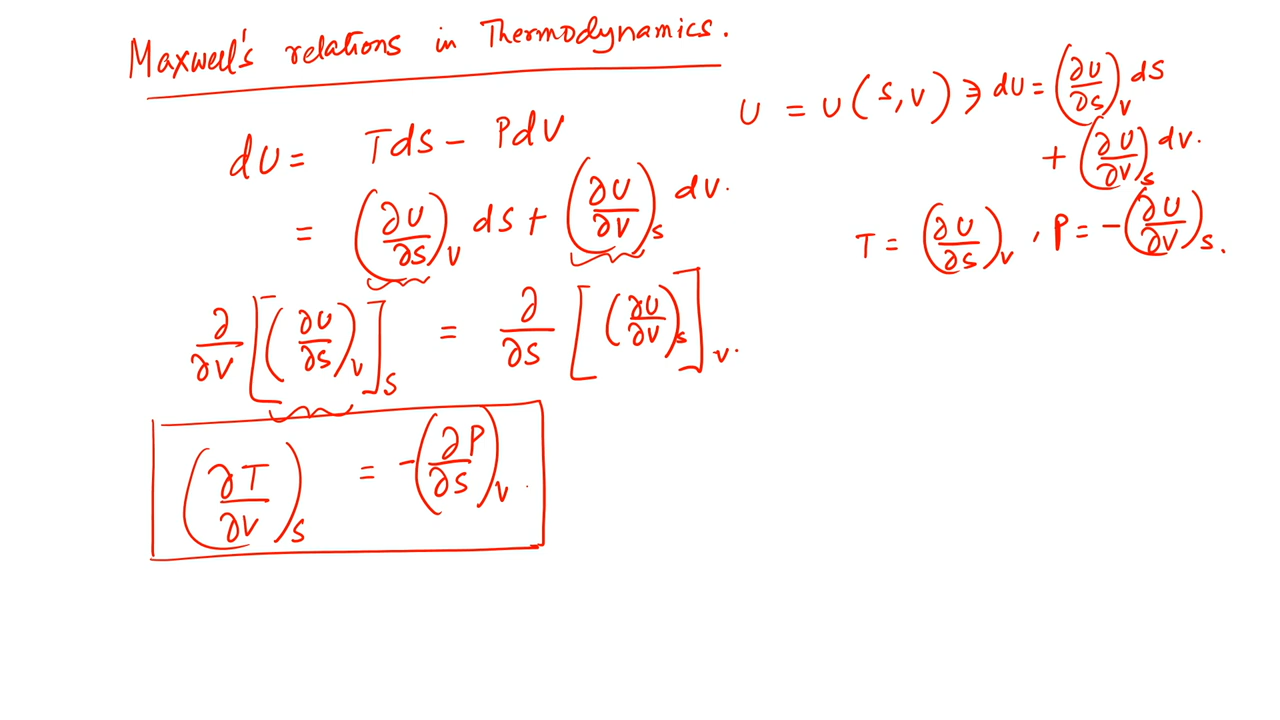 Maxwell's relations in Thermodynamics.
dU = TdS - PdV
= (∂U/∂S)_V dS + (∂U/∂V)_S dV.
∂/∂V [(∂U/∂S)_V]_S = ∂/∂S [(∂U/∂V)_S]_V.
(∂T/∂V)_S = -(∂P/∂S)_V.
U = U(S,V) ∋ dU = (∂U/∂S)_V dS
+ (∂U/∂V)_S dV.
T = (∂U/∂S)_V, P = -(∂U/∂V)_S.